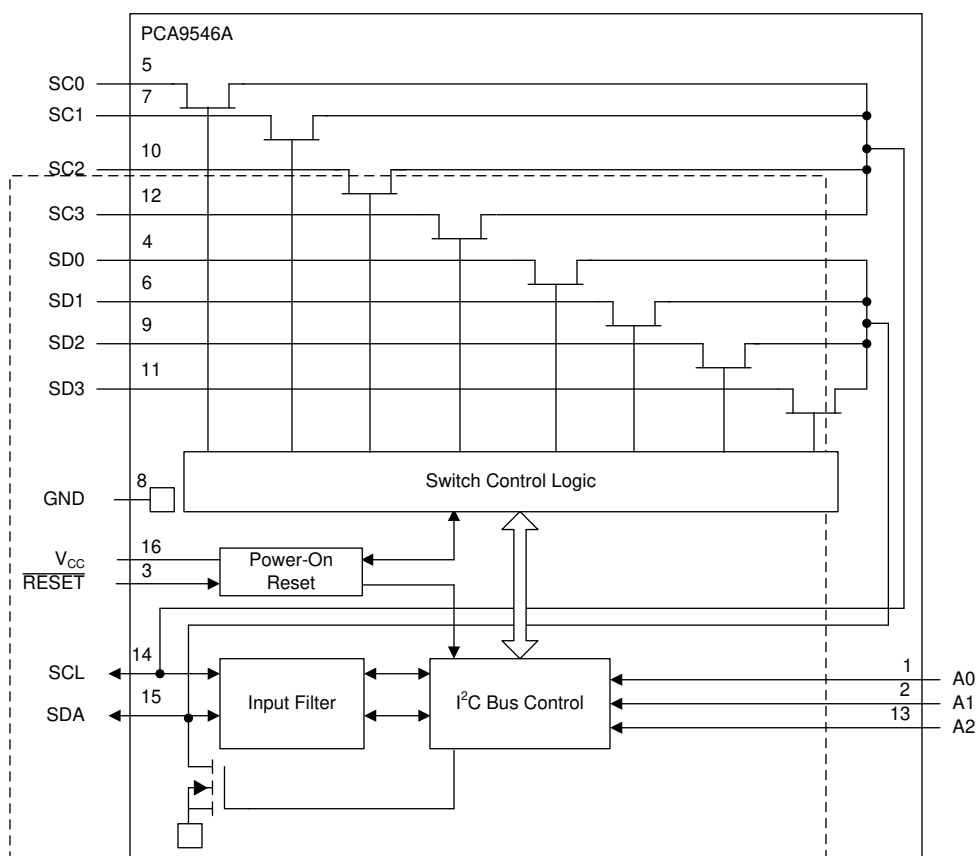 PCA9546A
5
SC0
7
SC1
10
SC2
12
SC3
4
SD0
6
SD1
9
SD2
11
SD3
Switch Control Logic
8
GND
16
VCC
Power-On
Reset
3
RESET
14
SCL
15
SDA
Input Filter
I²C Bus Control
1
A0
2
A1
13
A2